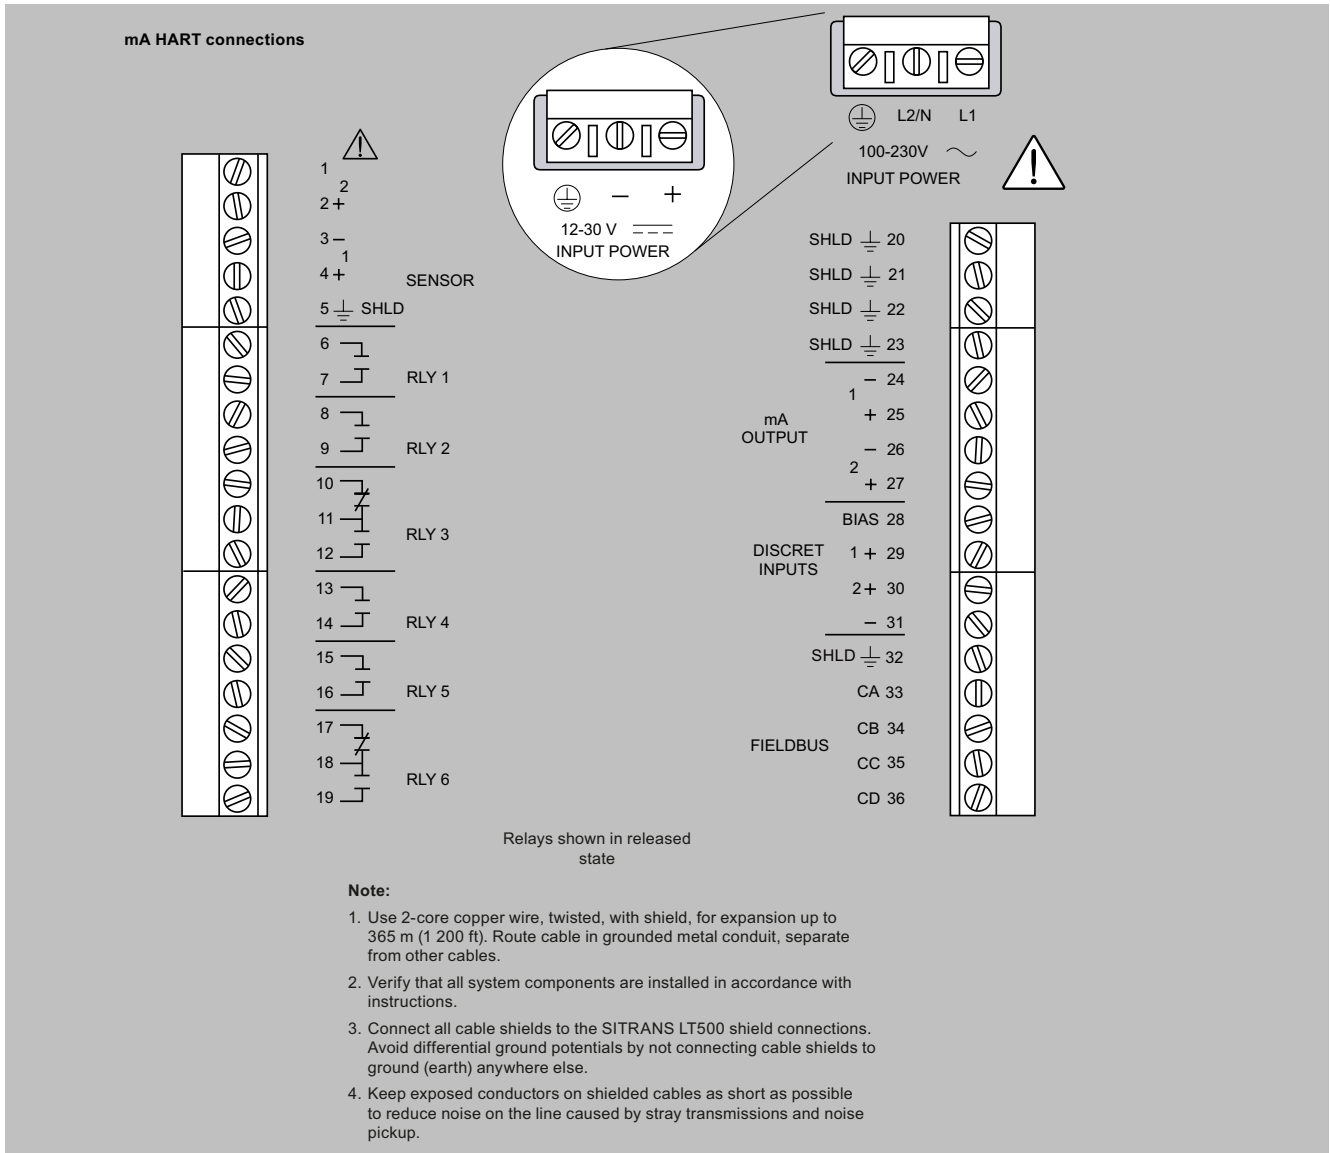 mA HART connections
L2/N L1
100-230V
INPUT POWER
- +
12-30 V
INPUT POWER
1
2
2 +
3 -
1
4 +
SENSOR
5 SHLD
6
7 RLY 1
8
9 RLY 2
10
11
RLY 3
12
13
14 RLY 4
15
16 RLY 5
17
18
RLY 6
19
SHLD 20
SHLD 21
SHLD 22
SHLD 23
- 24
1
+ 25
mA
OUTPUT
- 26
2
+ 27
BIAS 28
DISCRET
INPUTS
1 + 29
2 + 30
- 31
SHLD 32
CA 33
CB 34
FIELDBUS
CC 35
CD 36
Relays shown in released
state
Note:
1. Use 2-core copper wire, twisted, with shield, for expansion up to
365 m (1 200 ft). Route cable in grounded metal conduit, separate
from other cables.
2. Verify that all system components are installed in accordance with
instructions.
3. Connect all cable shields to the SITRANS LT500 shield connections.
Avoid differential ground potentials by not connecting cable shields to
ground (earth) anywhere else.
4. Keep exposed conductors on shielded cables as short as possible
to reduce noise on the line caused by stray transmissions and noise
pickup.